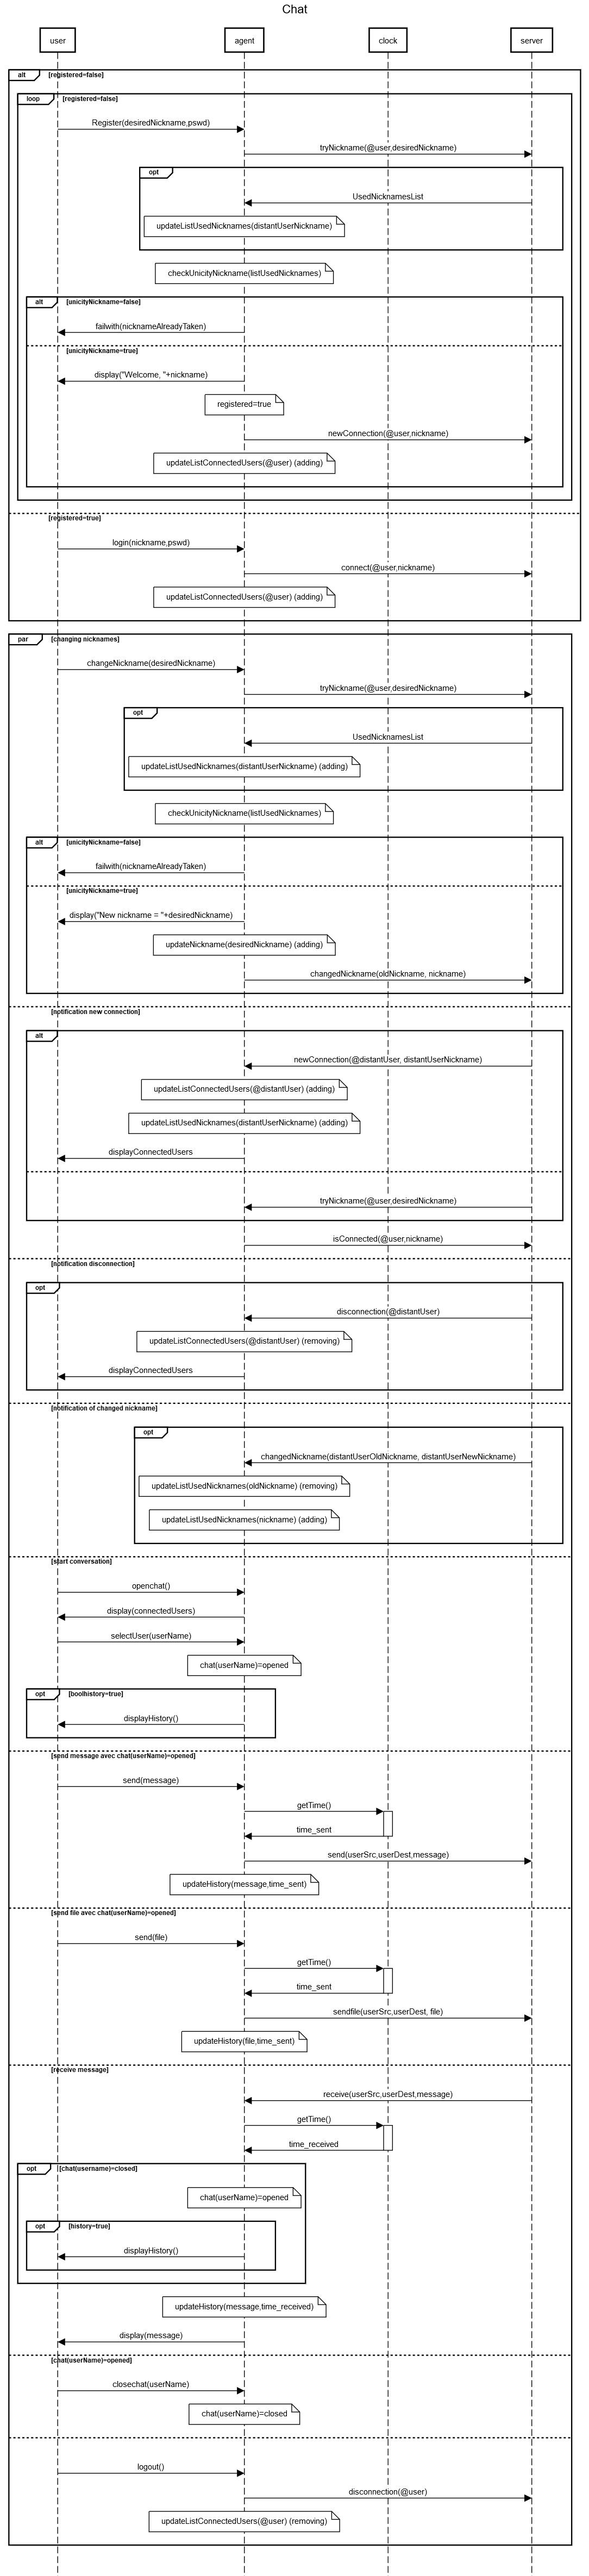 Chat
user
agent
clock
server
alt [registered=false]
loop [registered=false]
Register(desiredNickname,pswd)
tryNickname(@user,desiredNickname)
opt
UsedNicknamesList
updateListUsedNicknames(distantUserNickname)
checkUnicityNickname(listUsedNicknames)
alt [unicityNickname=false]
failwith(nicknameAlreadyTaken)
[unicityNickname=true]
display("Welcome, "+nickname)
registered=true
newConnection(@user,nickname)
updateListConnectedUsers(@user) (adding)
[registered=true]
login(nickname,pswd)
connect(@user,nickname)
updateListConnectedUsers(@user) (adding)
par [changing nicknames]
changeNickname(desiredNickname)
tryNickname(@user,desiredNickname)
opt
UsedNicknamesList
updateListUsedNicknames(distantUserNickname) (adding)
checkUnicityNickname(listUsedNicknames)
alt [unicityNickname=false]
failwith(nicknameAlreadyTaken)
[unicityNickname=true]
display("New nickname = "+desiredNickname)
updateNickname(desiredNickname) (adding)
changedNickname(oldNickname, nickname)
[notification new connection]
alt
newConnection(@distantUser, distantUserNickname)
updateListConnectedUsers(@distantUser) (adding)
updateListUsedNicknames(distantUserNickname) (adding)
displayConnectedUsers
tryNickname(@user,desiredNickname)
isConnected(@user,nickname)
[notification disconnection]
opt
disconnection(@distantUser)
updateListConnectedUsers(@distantUser) (removing)
displayConnectedUsers
[notification of changed nickname]
opt
changedNickname(distantUserOldNickname, distantUserNewNickname)
updateListUsedNicknames(oldNickname) (removing)
updateListUsedNicknames(nickname) (adding)
[start conversation]
openchat()
display(connectedUsers)
selectUser(userName)
chat(userName)=opened
opt [boolhistory=true]
displayHistory()
[send message avec chat(userName)=opened]
send(message)
getTime()
time_sent
send(userSrc,userDest,message)
updateHistory(message,time_sent)
[send file avec chat(userName)=opened]
send(file)
getTime()
time_sent
sendfile(userSrc,userDest, file)
updateHistory(file,time_sent)
[receive message]
receive(userSrc,userDest,message)
getTime()
time_received
opt [chat(username)=closed]
chat(userName)=opened
opt [history=true]
displayHistory()
updateHistory(message,time_received)
display(message)
[chat(userName)=opened]
closechat(userName)
chat(userName)=closed
logout()
disconnection(@user)
updateListConnectedUsers(@user) (removing)